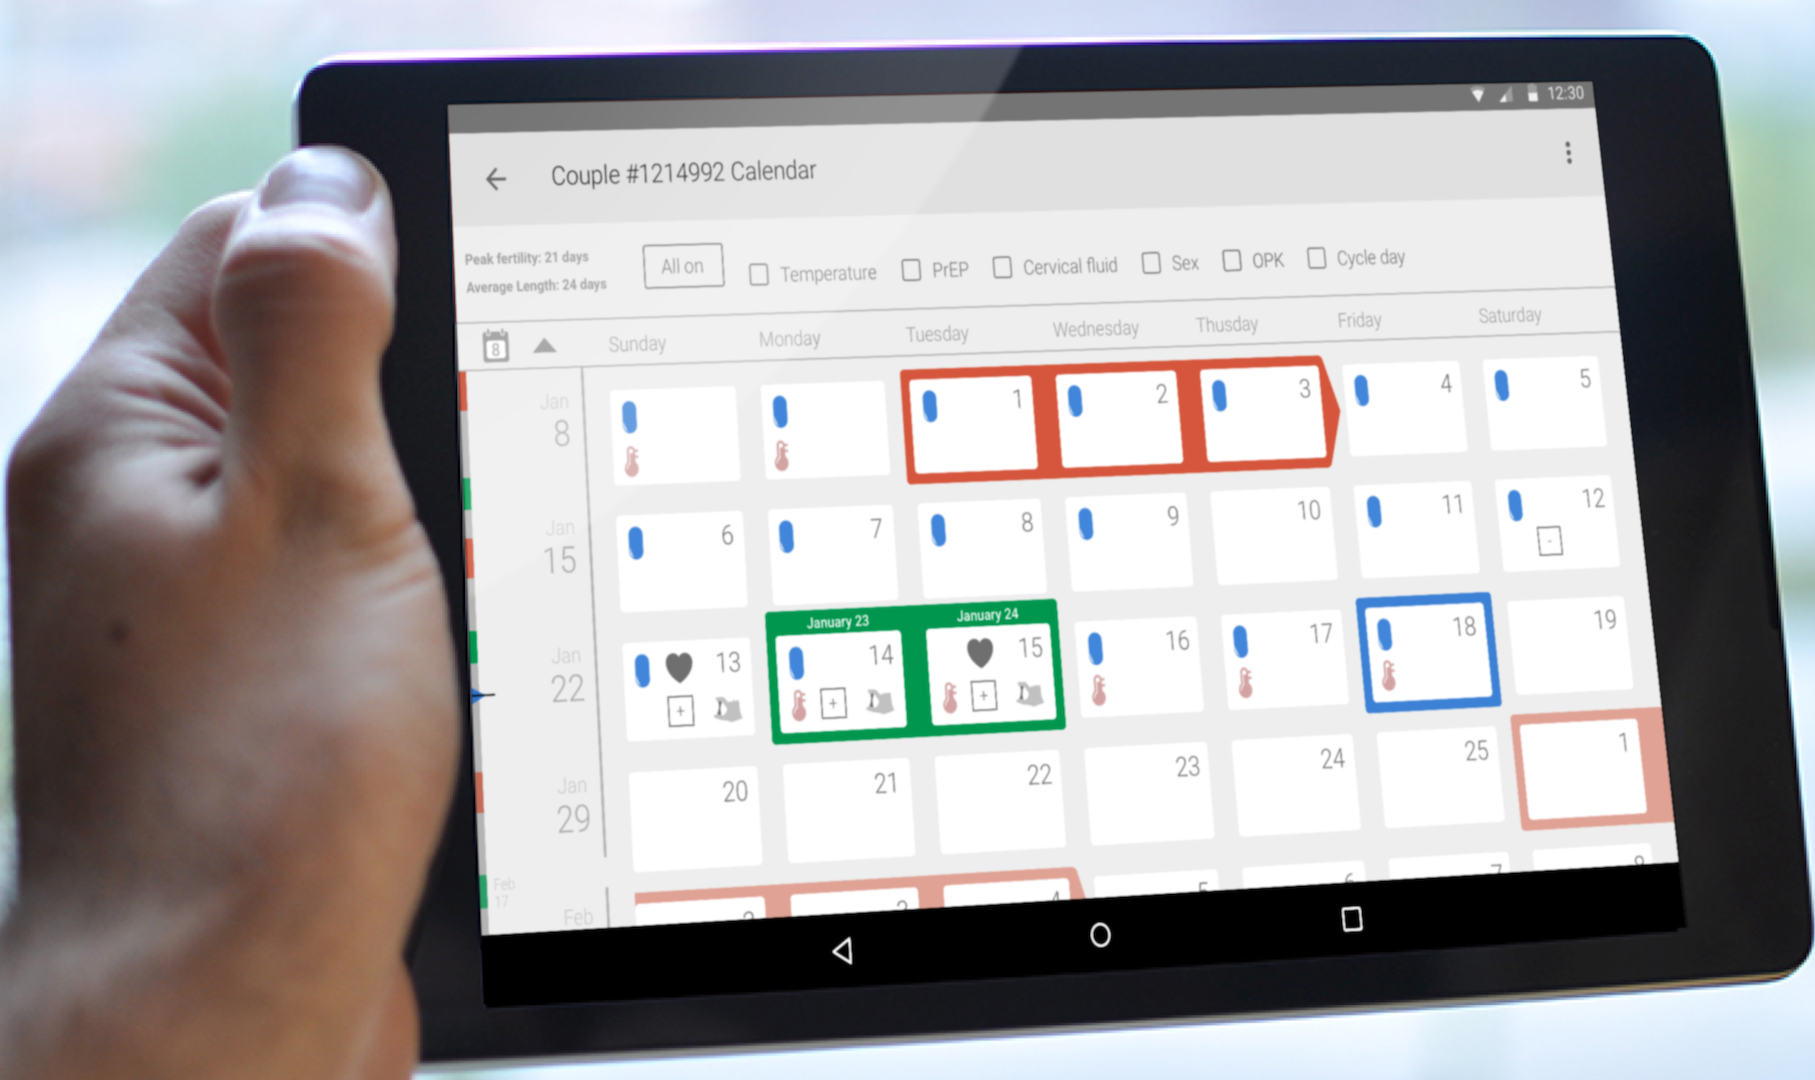 12:30
Couple #1214992 Calendar
Peak fertility: 21 days
Average Length: 24 days
All on
Temperature
PrEP
Cervical fluid
Sex
OPK
Cycle day
8
Sunday
Monday
Tuesday
Wednesday
Thusday
Friday
Saturday
Jan
8
1
2
3
4
5
Jan
15
6
7
8
9
10
11
12
-
January 23
January 24
Jan
22
13
14
15
16
17
18
19
+
+
+
Jan
29
20
21
22
23
24
25
1
Feb
17
Feb
2
3
4
5
6
7
8